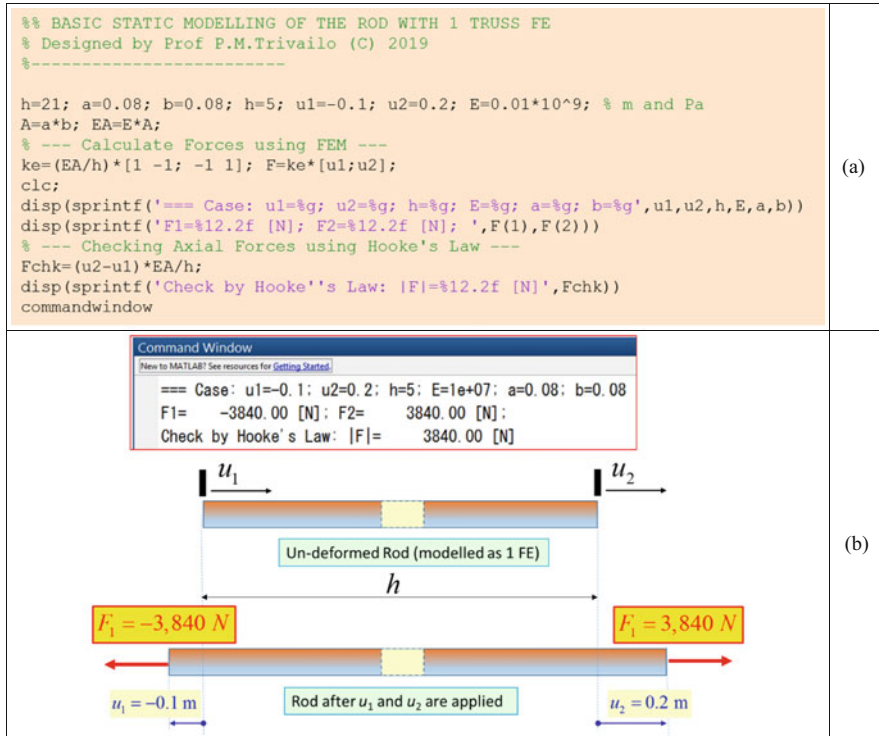 %% BASIC STATIC MODELLING OF THE ROD WITH 1 TRUSS FE
% Designed by Prof P.M.Trivailo (C) 2019
%--------------------------
h=21; a=0.08; b=0.08; h=5; u1=-0.1; u2=0.2; E=0.01*10^9; % m and Pa
A=a*b; EA=E*A;
% --- Calculate Forces using FEM ---
ke=(EA/h)*[1 -1; -1 1]; F=ke*[u1;u2];
clc;
disp(sprintf('=== Case: u1=%g; u2=%g; h=%g; E=%g; a=%g; b=%g',u1,u2,h,E,a,b))
disp(sprintf('F1=%12.2f [N]; F2=%12.2f [N]; ',F(1),F(2)))
% --- Checking Axial Forces using Hooke's Law ---
Fchk=(u2-u1)*EA/h;
disp(sprintf('Check by Hooke''s Law: |F|=%12.2f [N]',Fchk))
commandwindow
(a)
Command Window
New to MATLAB? See resources for Getting Started.
=== Case: u1=-0.1; u2=0.2; h=5; E=1e+07; a=0.08; b=0.08
F1= -3840.00 [N]; F2= 3840.00 [N];
Check by Hooke's Law: |F|= 3840.00 [N]
u1 u2
Un-deformed Rod (modelled as 1 FE)
(b)
h
F1 = -3,840 N F1 = 3,840 N
u1 = -0.1 m Rod after u1 and u2 are applied u2 = 0.2 m